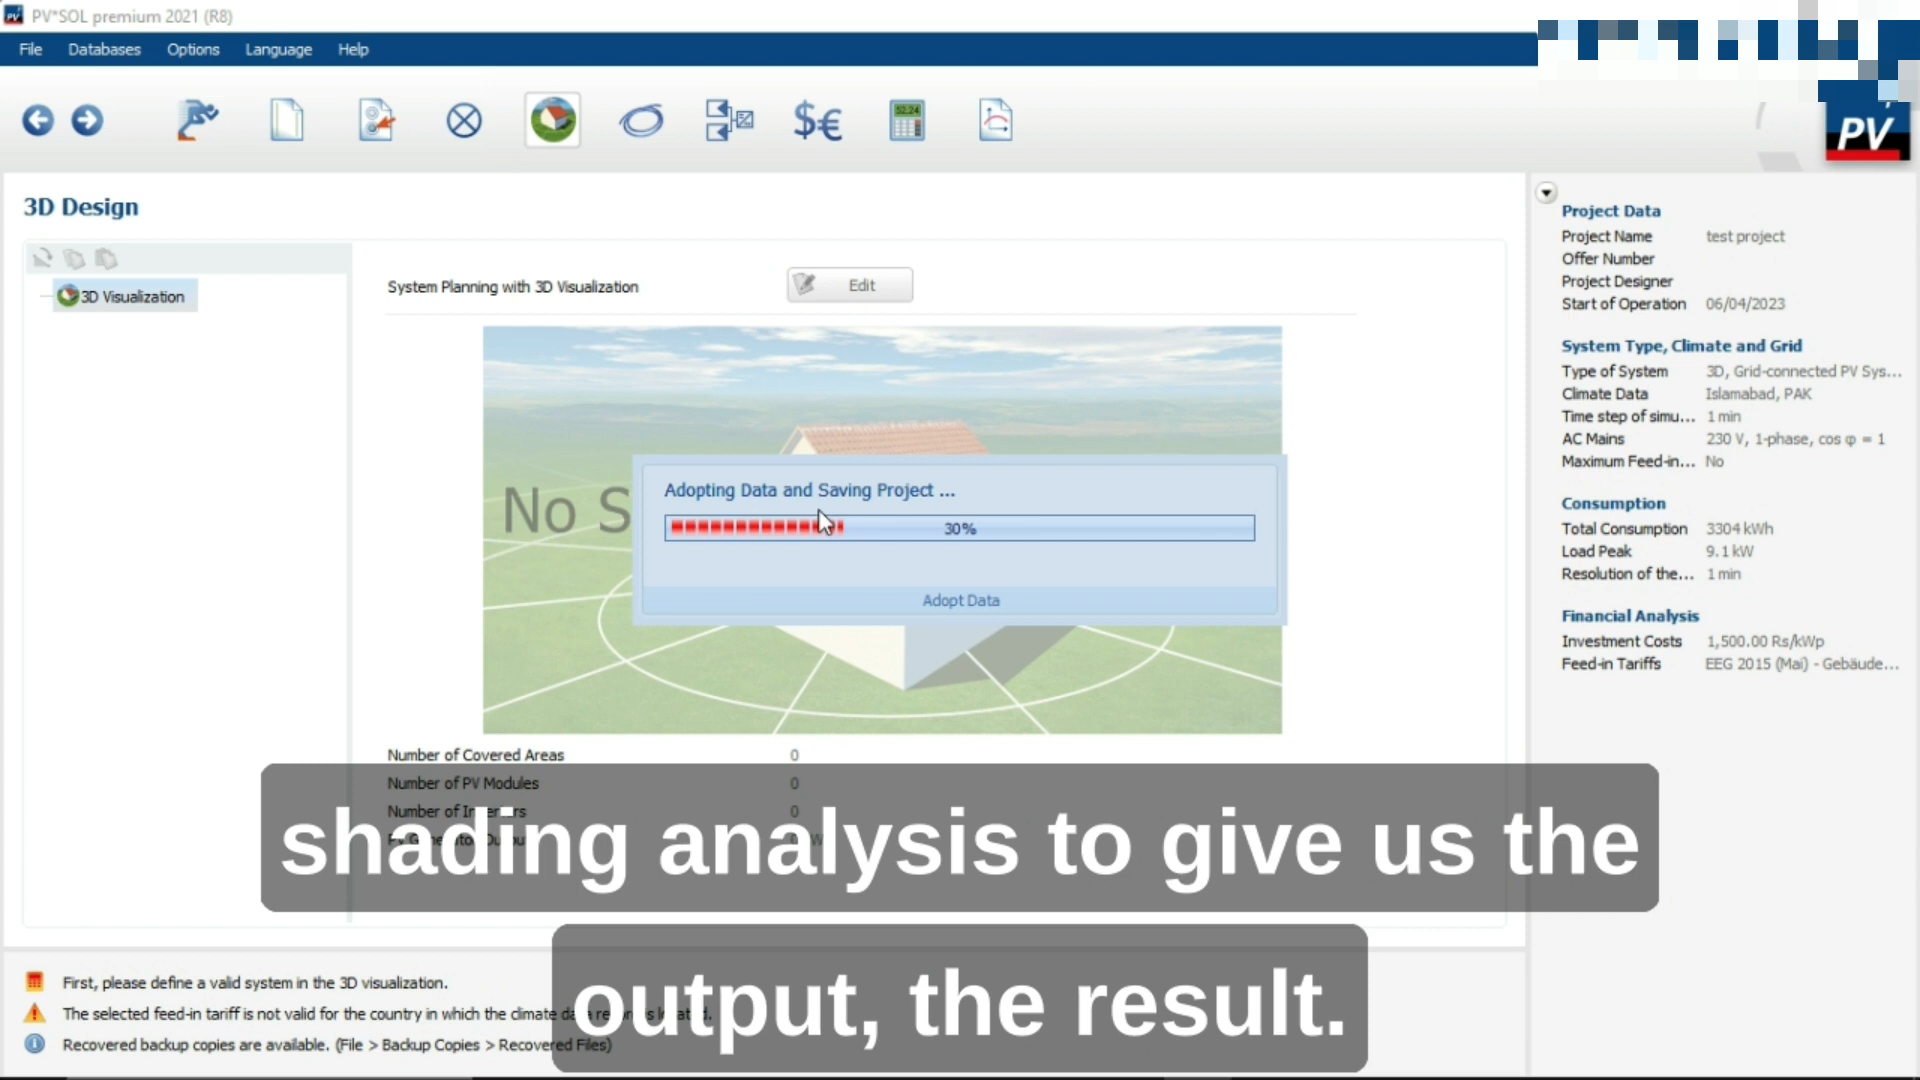 PV*SOL premium 2021 (R8)
File Databases Options Language Help
PV
3D Design
3D Visualization
System Planning with 3D Visualization
Edit
No S
Adopting Data and Saving Project ...
30%
Adopt Data
Number of Covered Areas 0
Number of PV Modules 0
Number of Inverters 0
shading analysis to give us the
output, the result.
First, please define a valid system in the 3D visualization.
The selected feed-in tariff is not valid for the country in which the climate data record is located.
Recovered backup copies are available. (File > Backup Copies > Recovered Files)
Project Data
Project Name test project
Offer Number
Project Designer
Start of Operation 06/04/2023
System Type, Climate and Grid
Type of System 3D, Grid-connected PV Sys...
Climate Data Islamabad, PAK
Time step of simu... 1 min
AC Mains 230 V, 1-phase, cos φ = 1
Maximum Feed-in... No
Consumption
Total Consumption 3304 kWh
Load Peak 9.1 kW
Resolution of the... 1 min
Financial Analysis
Investment Costs 1,500.00 Rs/kWp
Feed-in Tariffs EEG 2015 (Mai) - Gebäude...